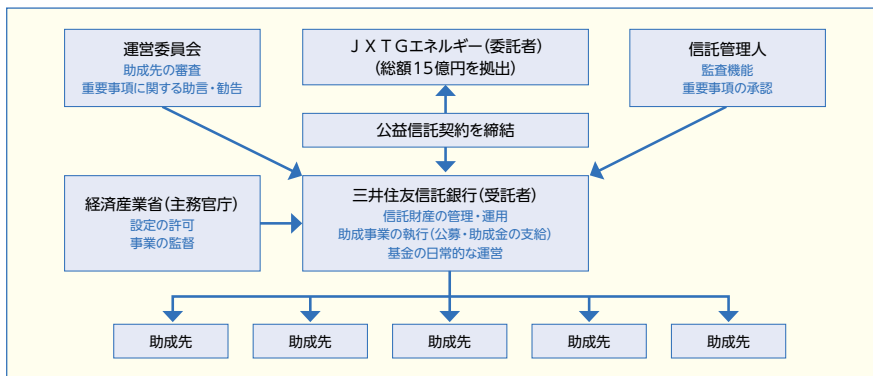 運営委員会
助成先の審査
重要事項に関する助言・勧告
ＪＸＴＧエネルギー(委託者)
(総額15億円を拠出)
信託管理人
監査機能
重要事項の承認
公益信託契約を締結
経済産業省(主務官庁)
設定の許可
事業の監督
三井住友信託銀行(受託者)
信託財産の管理・運用
助成事業の執行(公募・助成金の支給)
基金の日常的な運営
助成先
助成先
助成先
助成先
助成先